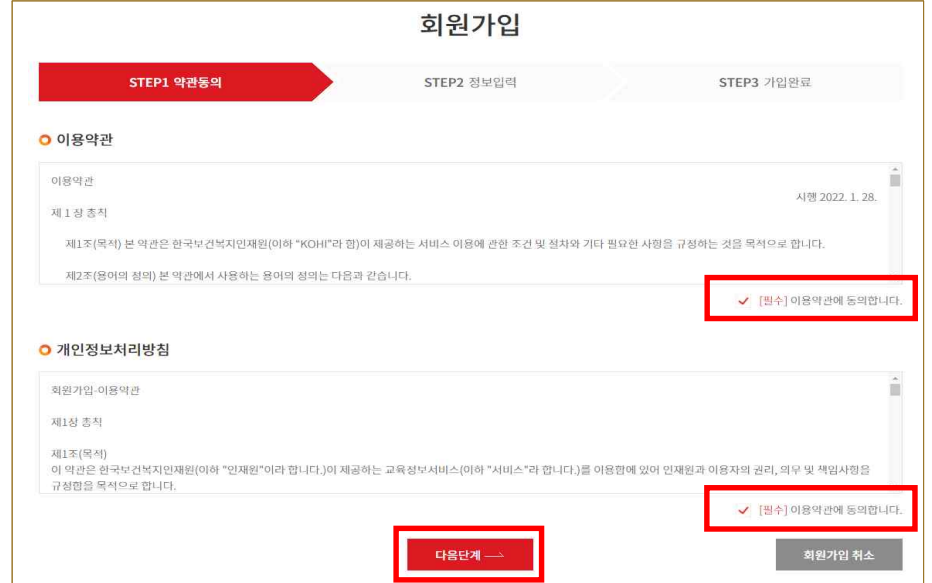 회원가입
STEP1 약관동의
STEP2 정보입력
STEP3 가입완료
이용약관
이용약관
시행 2022. 1. 28.
제 1 장 총칙
제1조(목적) 본 약관은 한국보건복지인재원(이하 “KOHI”라 함)이 제공하는 서비스 이용에 관한 조건 및 절차와 기타 필요한 사항을 규정하는 것을 목적으로 합니다.
제2조(용어의 정의) 본 약관에서 사용하는 용어의 정의는 다음과 같습니다.
[필수] 이용약관에 동의합니다.
개인정보처리방침
회원가입-이용약관
제1장 총칙
제1조(목적)
이 약관은 한국보건복지인재원(이하 "인재원"이라 합니다.)이 제공하는 교육정보서비스(이하 "서비스"라 합니다.)를 이용함에 있어 인재원과 이용자의 권리, 의무 및 책임사항을
규정함을 목적으로 합니다.
[필수] 이용약관에 동의합니다.
다음단계
회원가입 취소